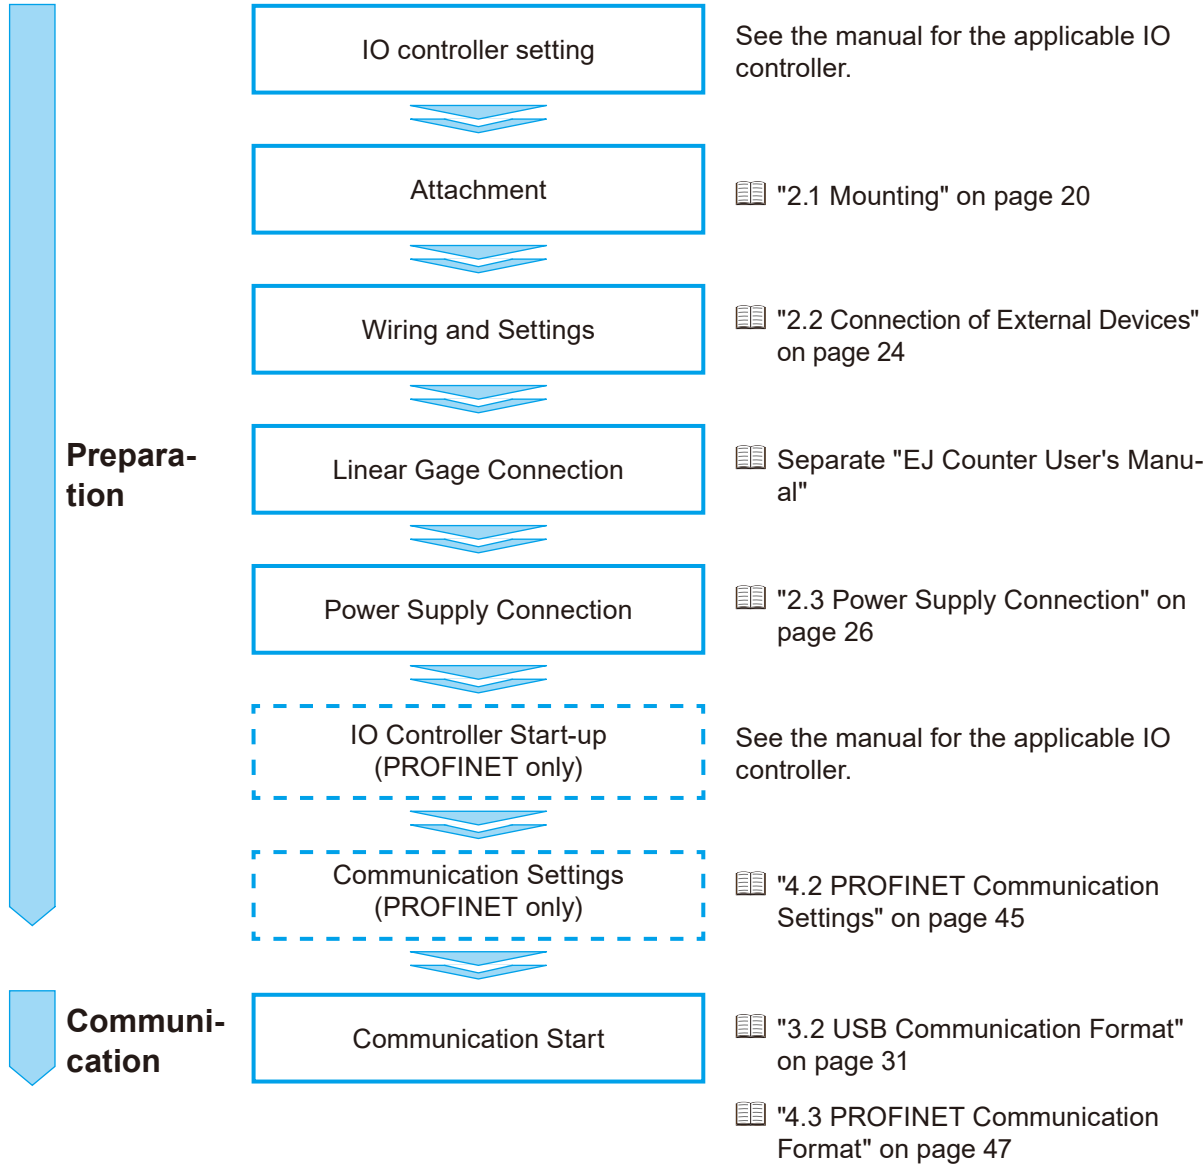 IO controller setting
See the manual for the applicable IO
controller.
Attachment
"2.1 Mounting" on page 20
Wiring and Settings
"2.2 Connection of External Devices"
on page 24
Prepara-
tion
Linear Gage Connection
Separate "EJ Counter User's Manu-
al"
Power Supply Connection
"2.3 Power Supply Connection" on
page 26
IO Controller Start-up
(PROFINET only)
See the manual for the applicable IO
controller.
Communication Settings
(PROFINET only)
"4.2 PROFINET Communication
Settings" on page 45
Communi-
cation
Communication Start
"3.2 USB Communication Format"
on page 31
"4.3 PROFINET Communication
Format" on page 47